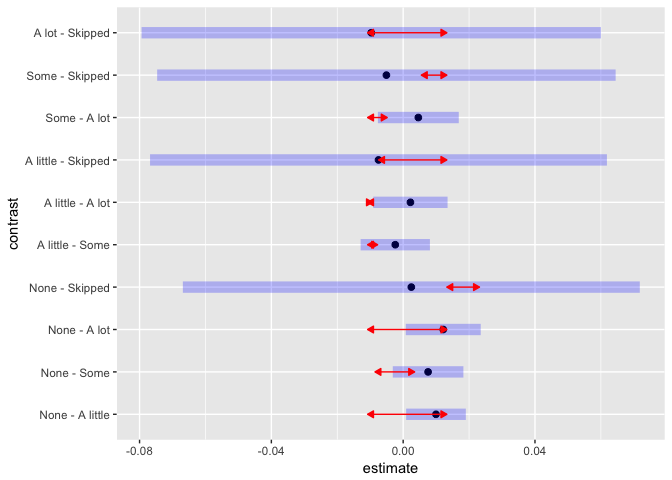 A lot - Skipped
Some - Skipped
Some - A lot
A little - Skipped
A little - A lot
A little - Some
None - Skipped
None - A lot
None - Some
None - A little
contrast
-0.08 -0.04 0.00 0.04
estimate